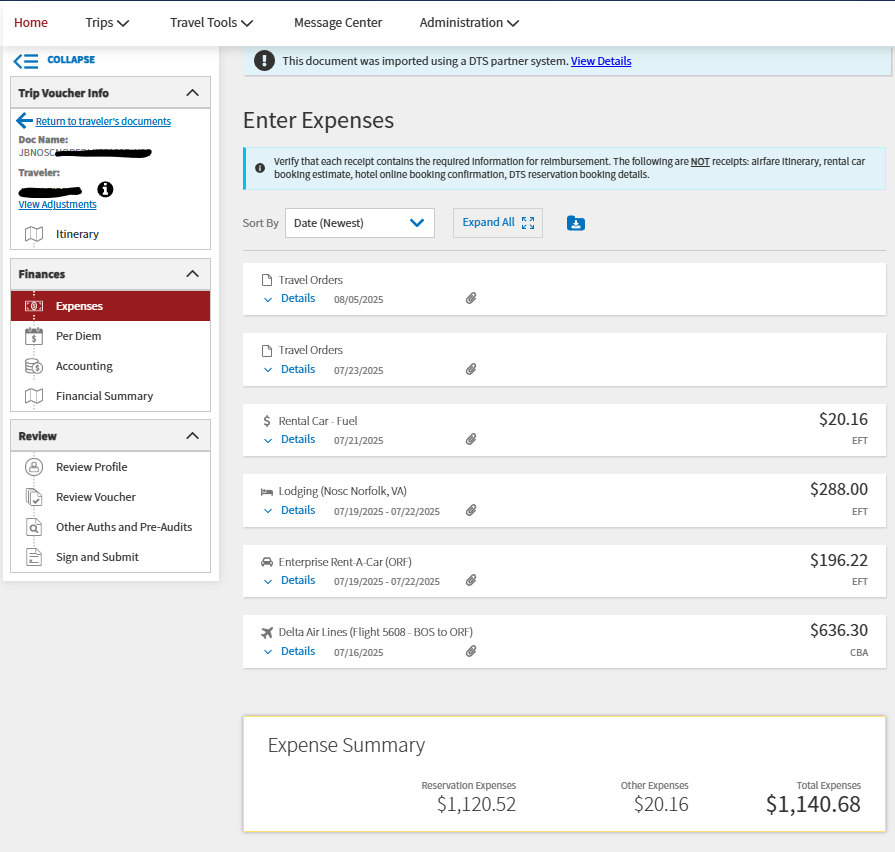 Home Trips Travel Tools Message Center Administration
COLLAPSE
Trip Voucher Info
Return to traveler's documents
Doc Name:
JBNOSC
Traveler:
View Adjustments
Itinerary
Finances
Expenses
Per Diem
Accounting
Financial Summary
Review
Review Profile
Review Voucher
Other Auths and Pre-Audits
Sign and Submit
This document was imported using a DTS partner system. View Details
Enter Expenses
Verify that each receipt contains the required information for reimbursement. The following are NOT receipts: airfare itinerary, rental car
booking estimate, hotel online booking confirmation, DTS reservation booking details.
Sort By Date (Newest) Expand All
Travel Orders
Details 08/05/2025
Travel Orders
Details 07/23/2025
Rental Car - Fuel $20.16
Details 07/21/2025 EFT
Lodging (Nosc Norfolk, VA) $288.00
Details 07/19/2025 - 07/22/2025 EFT
Enterprise Rent-A-Car (ORF) $196.22
Details 07/19/2025 - 07/22/2025 EFT
Delta Air Lines (Flight 5608 - BOS to ORF) $636.30
Details 07/16/2025 CBA
Expense Summary
Reservation Expenses Other Expenses Total Expenses
$1,120.52 $20.16 $1,140.68